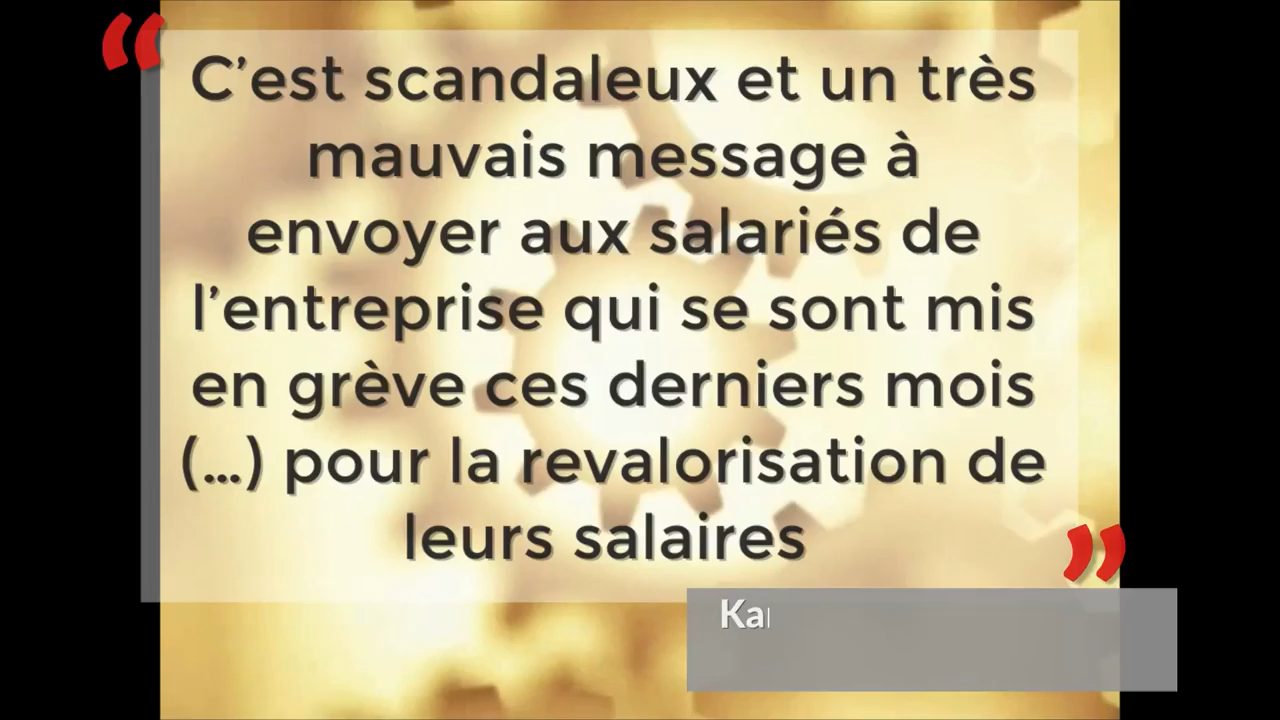 “
C’est scandaleux et un très
mauvais message à
envoyer aux salariés de
l’entreprise qui se sont mis
en grève ces derniers mois
(...) pour la revalorisation de
leurs salaires
”